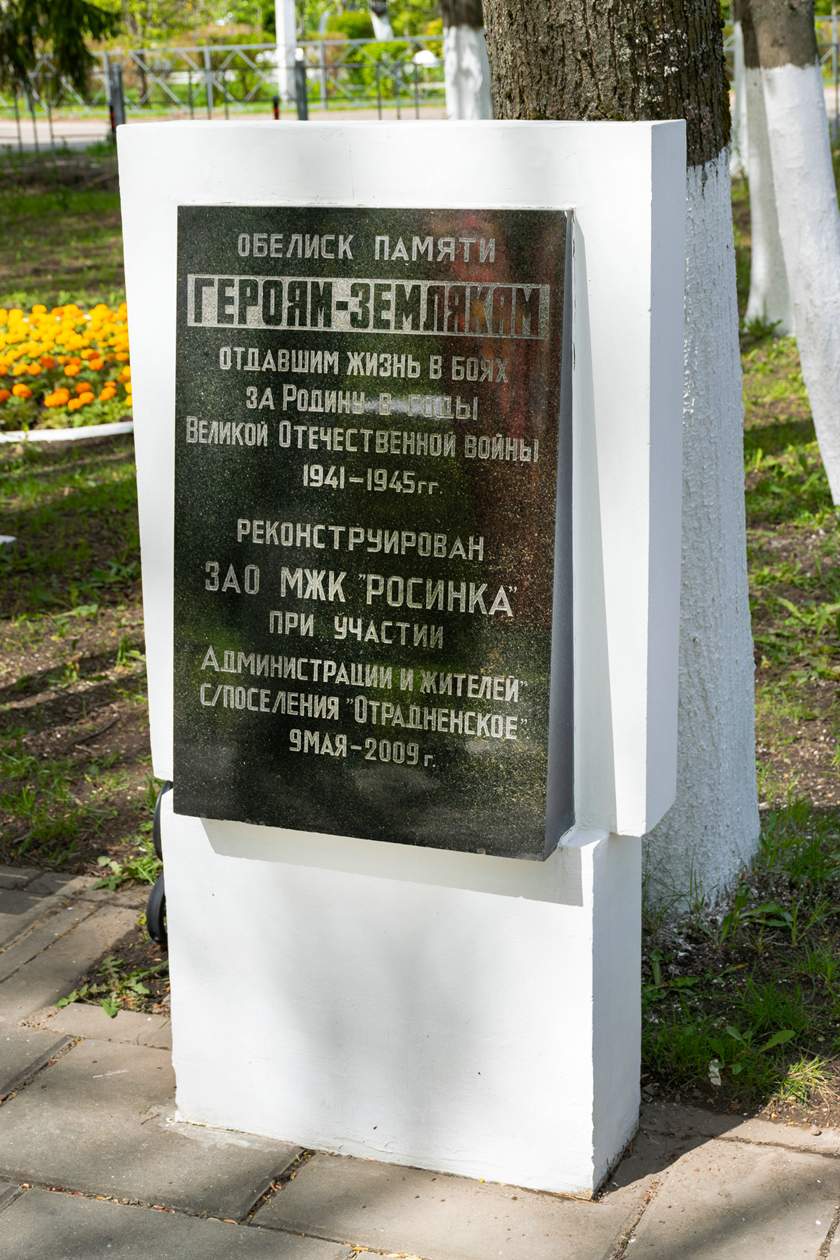 ОБЕЛИСК ПАМЯТИ
ГЕРОЯМ-ЗЕМЛЯКАМ
ОТДАВШИМ ЖИЗНЬ В БОЯХ
ЗА РОДИНУ В ГОДЫ
ВЕЛИКОЙ ОТЕЧЕСТВЕННОЙ ВОЙНЫ
1941-1945ГГ.
РЕКОНСТРУИРОВАН
ЗАО МЖК "РОСИНКА"
ПРИ УЧАСТИИ
АДМИНИСТРАЦИИ И ЖИТЕЛЕЙ"
С/ПОСЕЛЕНИЯ "ОТРАДНЕНСКОЕ"
9МАЯ-2009Г.